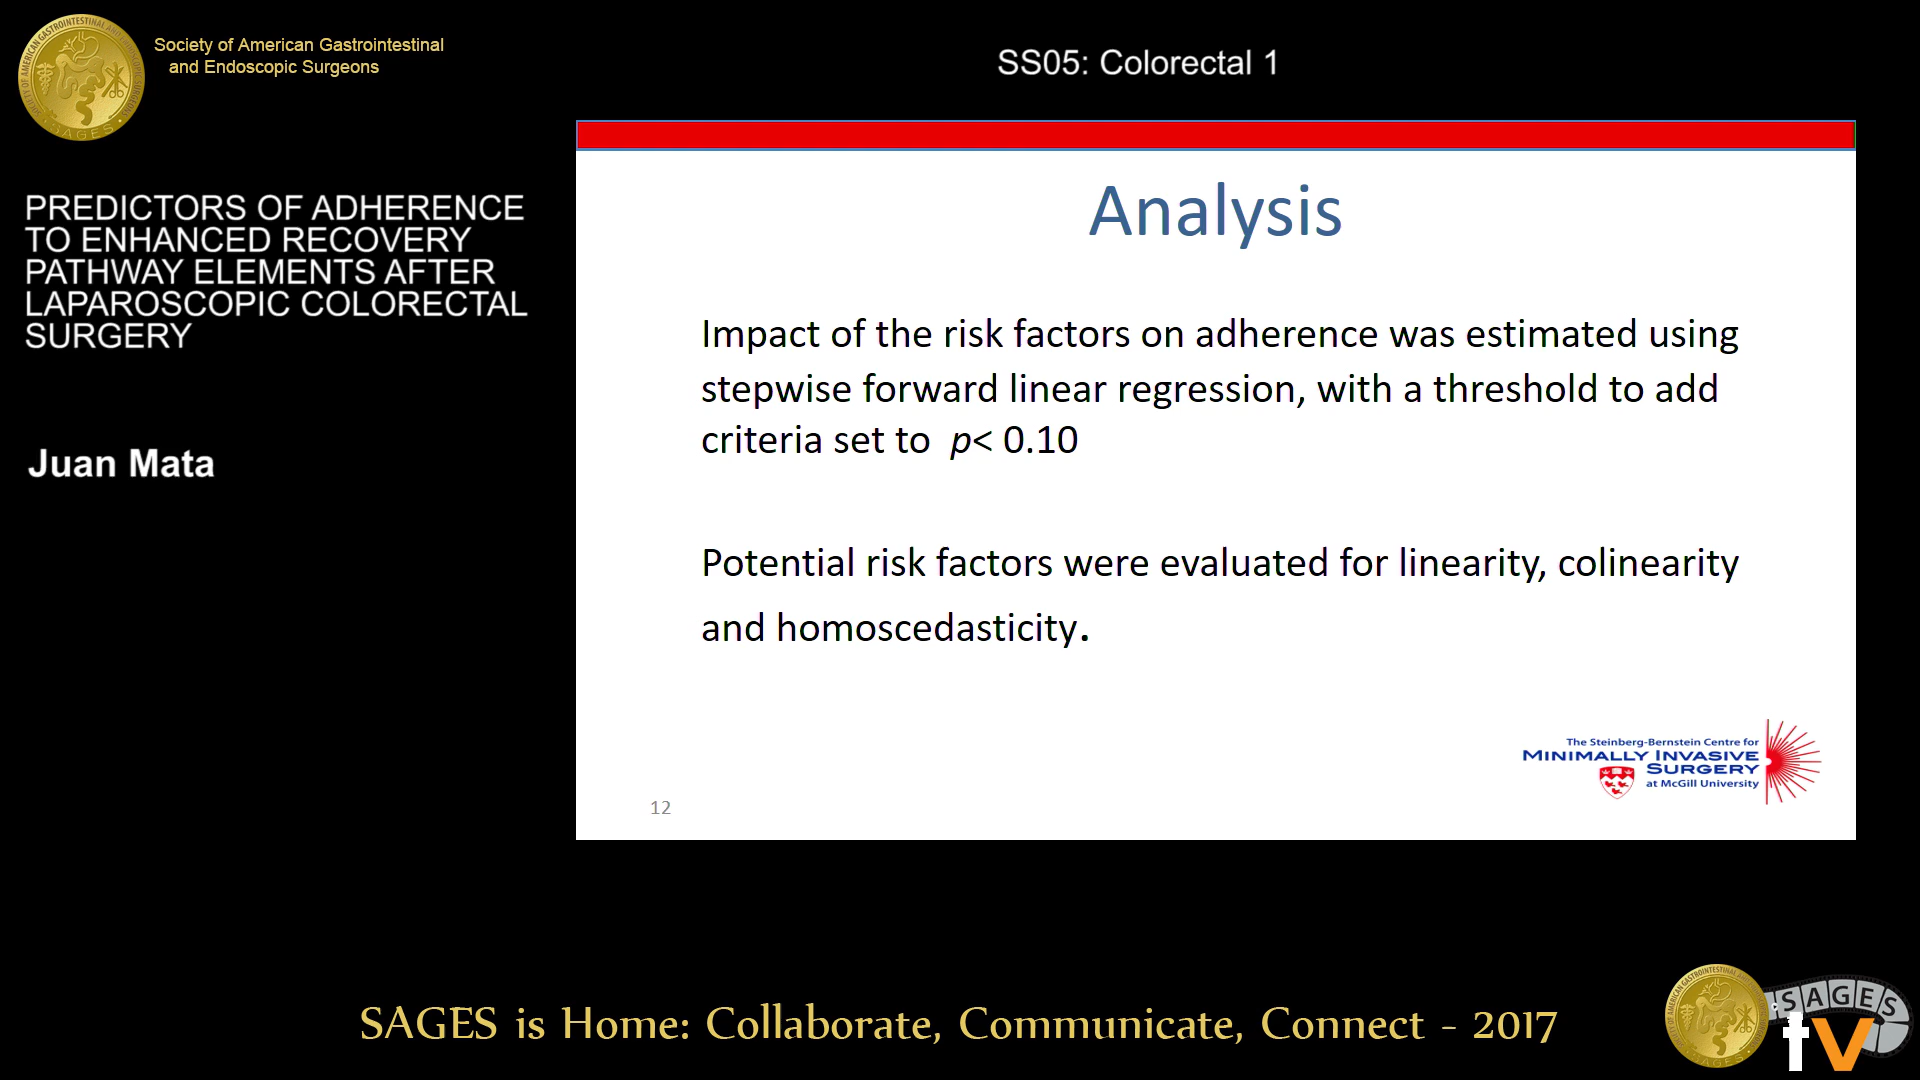 Society of American Gastrointestinal
and Endoscopic Surgeons
SS05: Colorectal 1
PREDICTORS OF ADHERENCE
TO ENHANCED RECOVERY
PATHWAY ELEMENTS AFTER
LAPAROSCOPIC COLORECTAL
SURGERY
Juan Mata
Analysis
Impact of the risk factors on adherence was estimated using
stepwise forward linear regression, with a threshold to add
criteria set to p< 0.10
Potential risk factors were evaluated for linearity, colinearity
and homoscedasticity.
The Steinberg-Bernstein Centre for
MINIMALLY INVASIVE
SURGERY
at McGill University
12
SAGES is Home: Collaborate, Communicate, Connect - 2017
SAGES
tv